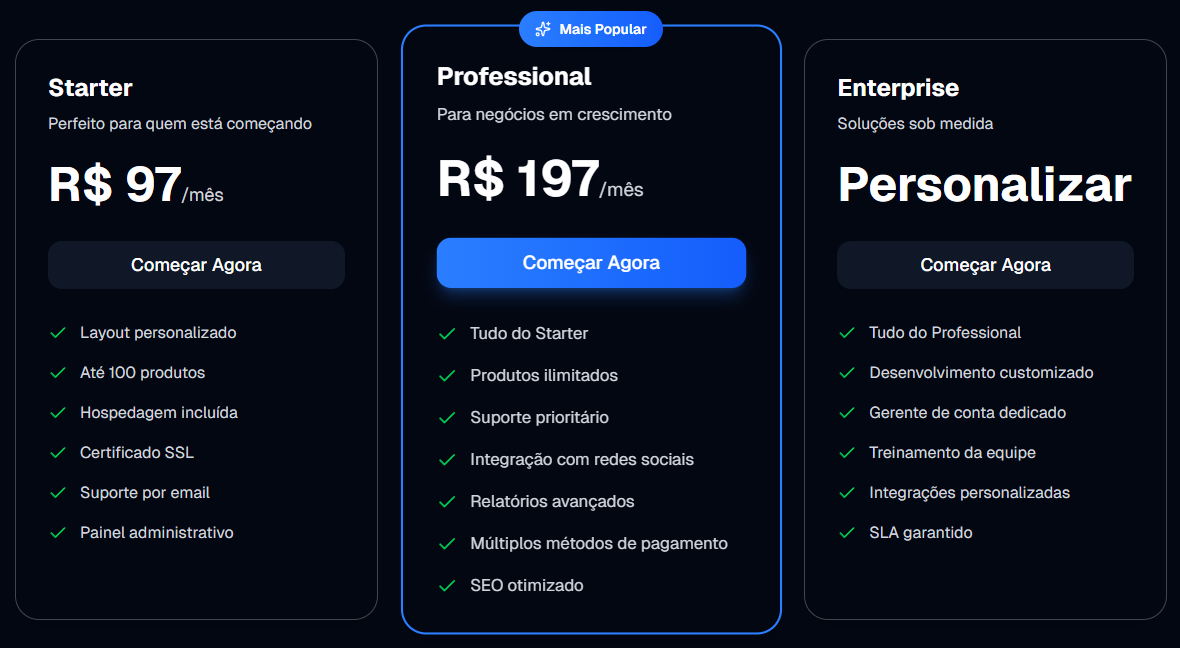 Starter
Perfeito para quem está começando
R$ 97/mês
Começar Agora
Layout personalizado
Até 100 produtos
Hospedagem incluída
Certificado SSL
Suporte por email
Painel administrativo
Mais Popular
Professional
Para negócios em crescimento
R$ 197/mês
Começar Agora
Tudo do Starter
Produtos ilimitados
Suporte prioritário
Integração com redes sociais
Relatórios avançados
Múltiplos métodos de pagamento
SEO otimizado
Enterprise
Soluções sob medida
Personalizar
Começar Agora
Tudo do Professional
Desenvolvimento customizado
Gerente de conta dedicado
Treinamento da equipe
Integrações personalizadas
SLA garantido